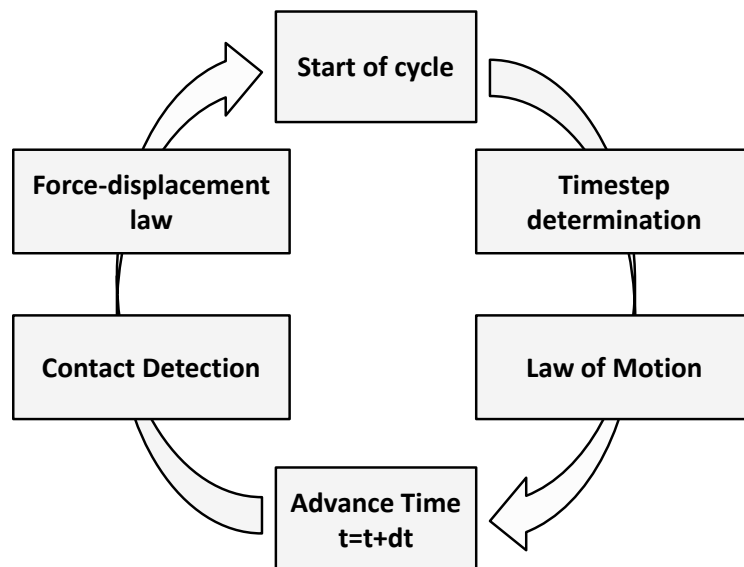 Start of cycle
Timestep
determination
Law of Motion
Advance Time
t=t+dt
Contact Detection
Force-displacement
law